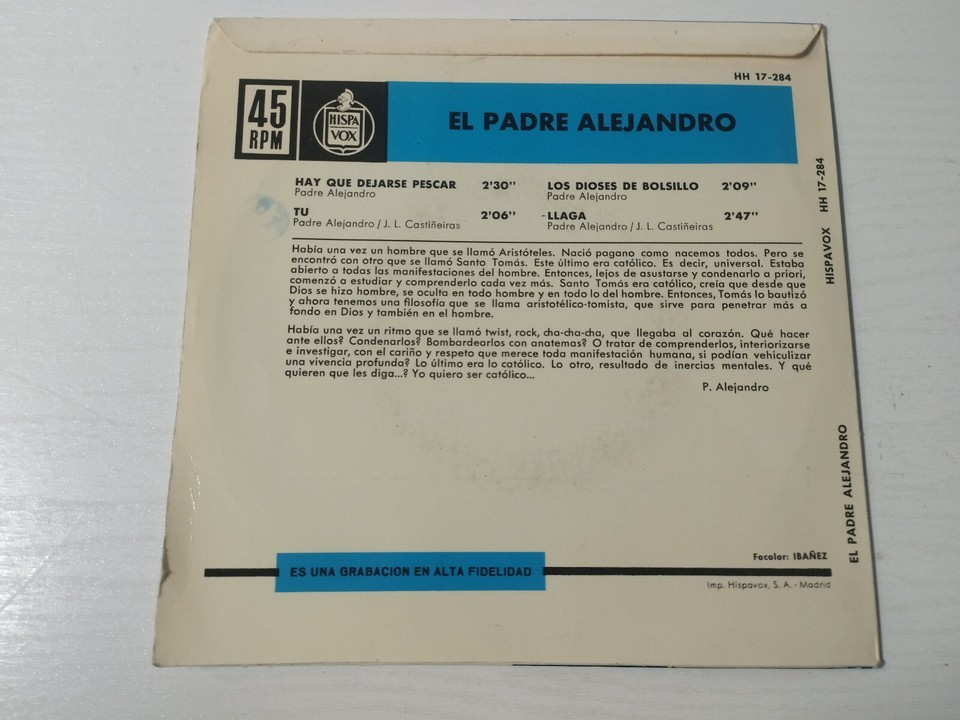 HH 17-284
45
RPM
HISPA
VOX
EL PADRE ALEJANDRO
HAY QUE DEJARSE PESCAR 2'30"
Padre Alejandro
TU 2'06"
Padre Alejandro / J. L. Castiñeiras
LOS DIOSES DE BOLSILLO 2'09"
Padre Alejandro
-LLAGA 2'47"
Padre Alejandro / J. L. Castiñeiras
Había una vez un hombre que se llamó Aristóteles. Nació pagano como nacemos todos. Pero se
encontró con otro que se llamó Santo Tomás. Este último era católico. Es decir, universal. Estaba
abierto a todas las manifestaciones del hombre. Entonces, lejos de asustarse y condenarlo a priori,
comenzó a estudiar y comprenderlo cada vez más. Santo Tomás era católico, creía que desde que
Dios se hizo hombre, se oculta en todo hombre y en todo lo del hombre. Entonces, Tomás lo bautizó
y ahora tenemos una filosofía que se llama aristotélico-tomista, que sirve para penetrar más a
fondo en Dios y también en el hombre.
Había una vez un ritmo que se llamó twist, rock, cha-cha-cha, que llegaba al corazón. Qué hacer
ante ellos? Condenarlos? Bombardearlos con anatemas? O tratar de comprenderlos, interiorizarse
e investigar, con el cariño y respeto que merece toda manifestación humana, si podían vehiculizar
una vivencia profunda? Lo último era lo católico. Lo otro, resultado de inercias mentales. Y qué
quieren que les diga...? Yo quiero ser católico...
P. Alejandro
HISPAVOX HH 17-284
EL PADRE ALEJANDRO
Focolor: IBAÑEZ
ES UNA GRABACION EN ALTA FIDELIDAD
Imp. Hispavox, S. A. - Madrid